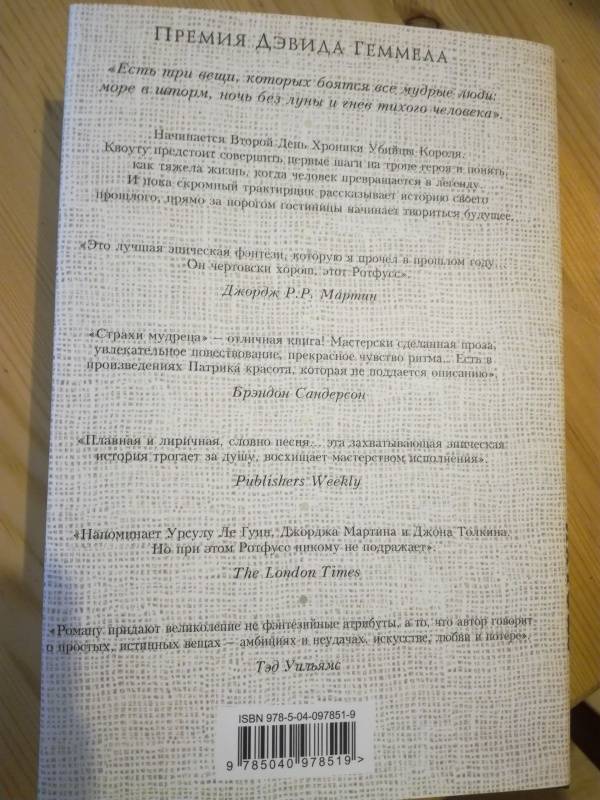 Премия Дэвида Геммела
«Есть три вещи, которых боятся все мудрые люди:
море в шторм, ночь без луны и гнев тихого человека».
Начинается Второй День Хроники Убийцы Короля.
Квоуту предстоит совершить первые шаги на тропе героя и понять,
как тяжела жизнь, когда человек превращается в легенду.
И пока скромный трактирщик рассказывает историю своего
прошлого, прямо за порогом гостиницы начинает твориться будущее.
«Это лучшая эпическая фэнтези, которую я прочел в прошлом году...
Он чертовски хорош, этот Ротфусс».
Джордж Р.Р. Мартин
«Страхи мудреца» — отличная книга! Мастерски сделанная проза,
увлекательное повествование, прекрасное чувство ритма... Есть в
произведениях Патрика красота, которая не поддается описанию».
Брэндон Сандерсон
«Плавная и лиричная, словно песня... эта захватывающая эпическая
история трогает за душу, восхищает мастерством исполнения».
Publishers Weekly
«Напоминает Урсулу Ле Гуин, Джорджа Мартина и Джона Толкина.
Но при этом Ротфусс никому не подражает».
The London Times
«Роману придают великолепие не фэнтезийные атрибуты, а то, что автор говорит
о простых, истинных вещах — амбициях и неудачах, искусстве, любви и потере».
Тэд Уильямс
ISBN 978-5-04-097851-9
9 785040 978519 >